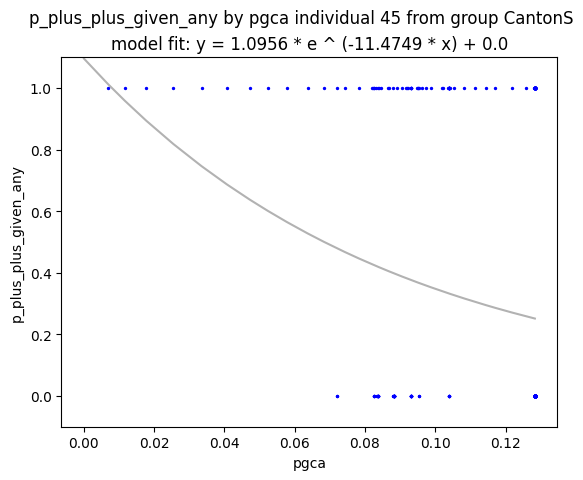 p_plus_plus_given_any by pgca individual 45 from group CantonS
model fit: y = 1.0956 * e ^ (-11.4749 * x) + 0.0
1.0
0.8
0.6
0.4
0.2
0.0
p_plus_plus_given_any
0.00 0.02 0.04 0.06 0.08 0.10 0.12
pgca